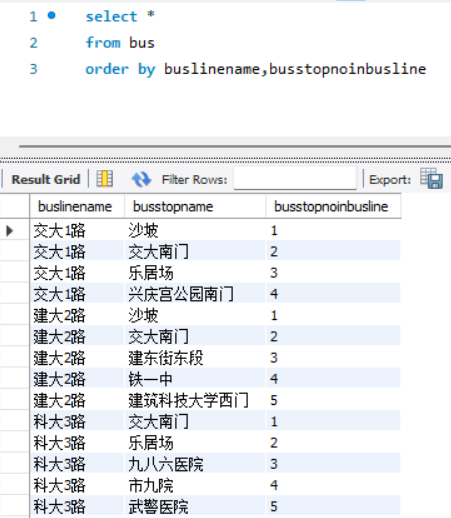 1 select *
2 from bus
3 order by buslinename,busstopnoinbusline
Result Grid Filter Rows: Export:
buslinename busstopname busstopnoinbusline
交大1路 沙坡 1
交大1路 交大南门 2
交大1路 乐居场 3
交大1路 兴庆宫公园南门 4
建大2路 沙坡 1
建大2路 交大南门 2
建大2路 建东街东段 3
建大2路 铁一中 4
建大2路 建筑科技大学西门 5
科大3路 交大南门 1
科大3路 乐居场 2
科大3路 九八六医院 3
科大3路 市九院 4
科大3路 武警医院 5